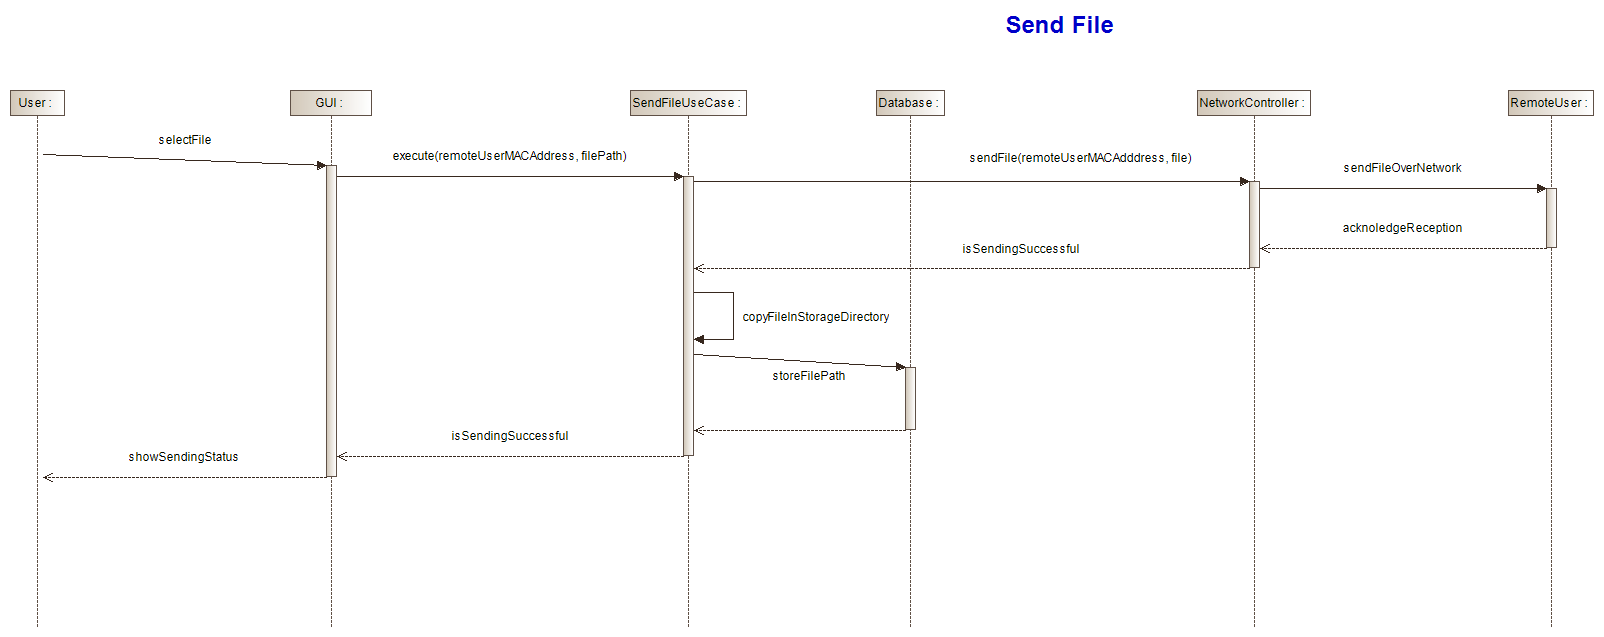 Send File
User :
GUI :
SendFileUseCase :
Database :
NetworkController :
RemoteUser :
selectFile
execute(remoteUserMACAddress, filePath)
sendFile(remoteUserMACAdddress, file)
sendFileOverNetwork
acknoledgeReception
isSendingSuccessful
copyFileInStorageDirectory
storeFilePath
isSendingSuccessful
showSendingStatus